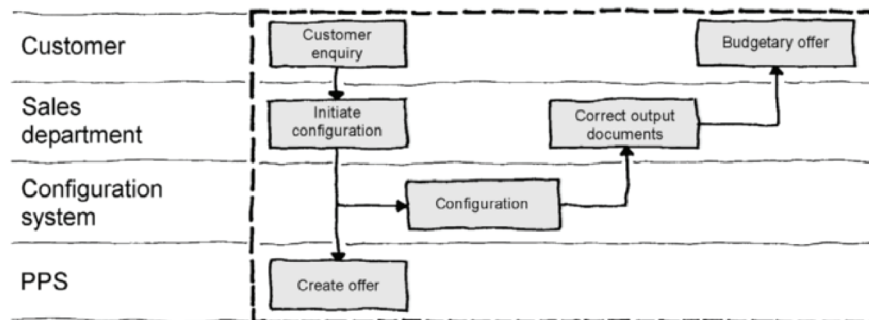 Customer
Customer
enquiry
Budgetary offer
Sales
department
Initiate
configuration
Correct output
documents
Configuration
system
Configuration
PPS
Create offer